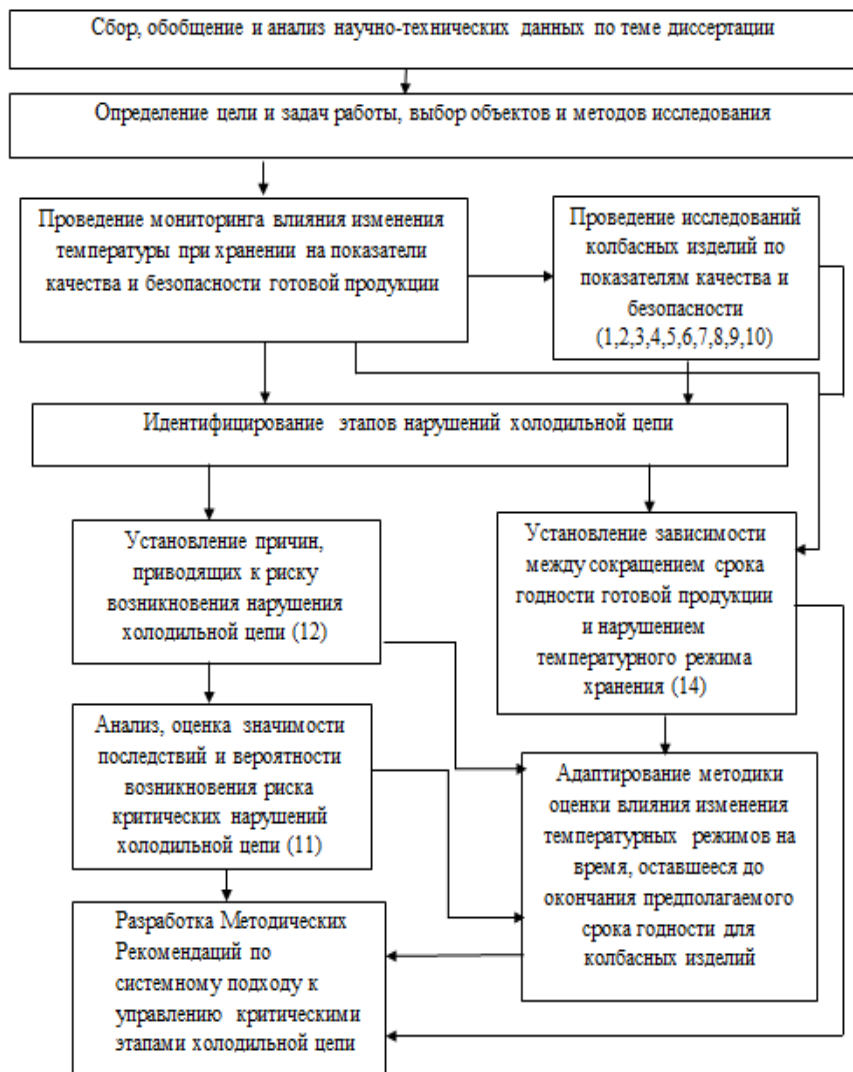 Сбор, обобщение и анализ научно-технических данных по теме диссертации
Определение цели и задач работы, выбор объектов и методов исследования
Проведение мониторинга влияния изменения
температуры при хранении на показатели
качества и безопасности готовой продукции
Проведение исследований
колбасных изделий по
показателям качества и
безопасности
(1,2,3,4,5,6,7,8,9,10)
Идентифицирование этапов нарушений холодильной цепи
Установление причин,
приводящих к риску
возникновения нарушения
холодильной цепи (12)
Установление зависимости
между сокращением срока
годности готовой продукции
и нарушением
температурного режима
хранения (14)
Анализ, оценка значимости
последствий и вероятности
возникновения риска
критических нарушений
холодильной цепи (11)
Адаптирование методики
оценки влияния изменения
температурных режимов на
время, оставшееся до
окончания предполагаемого
срока годности для
колбасных изделий
Разработка Методических
Рекомендаций по
системному подходу к
управлению критическими
этапами холодильной цепи